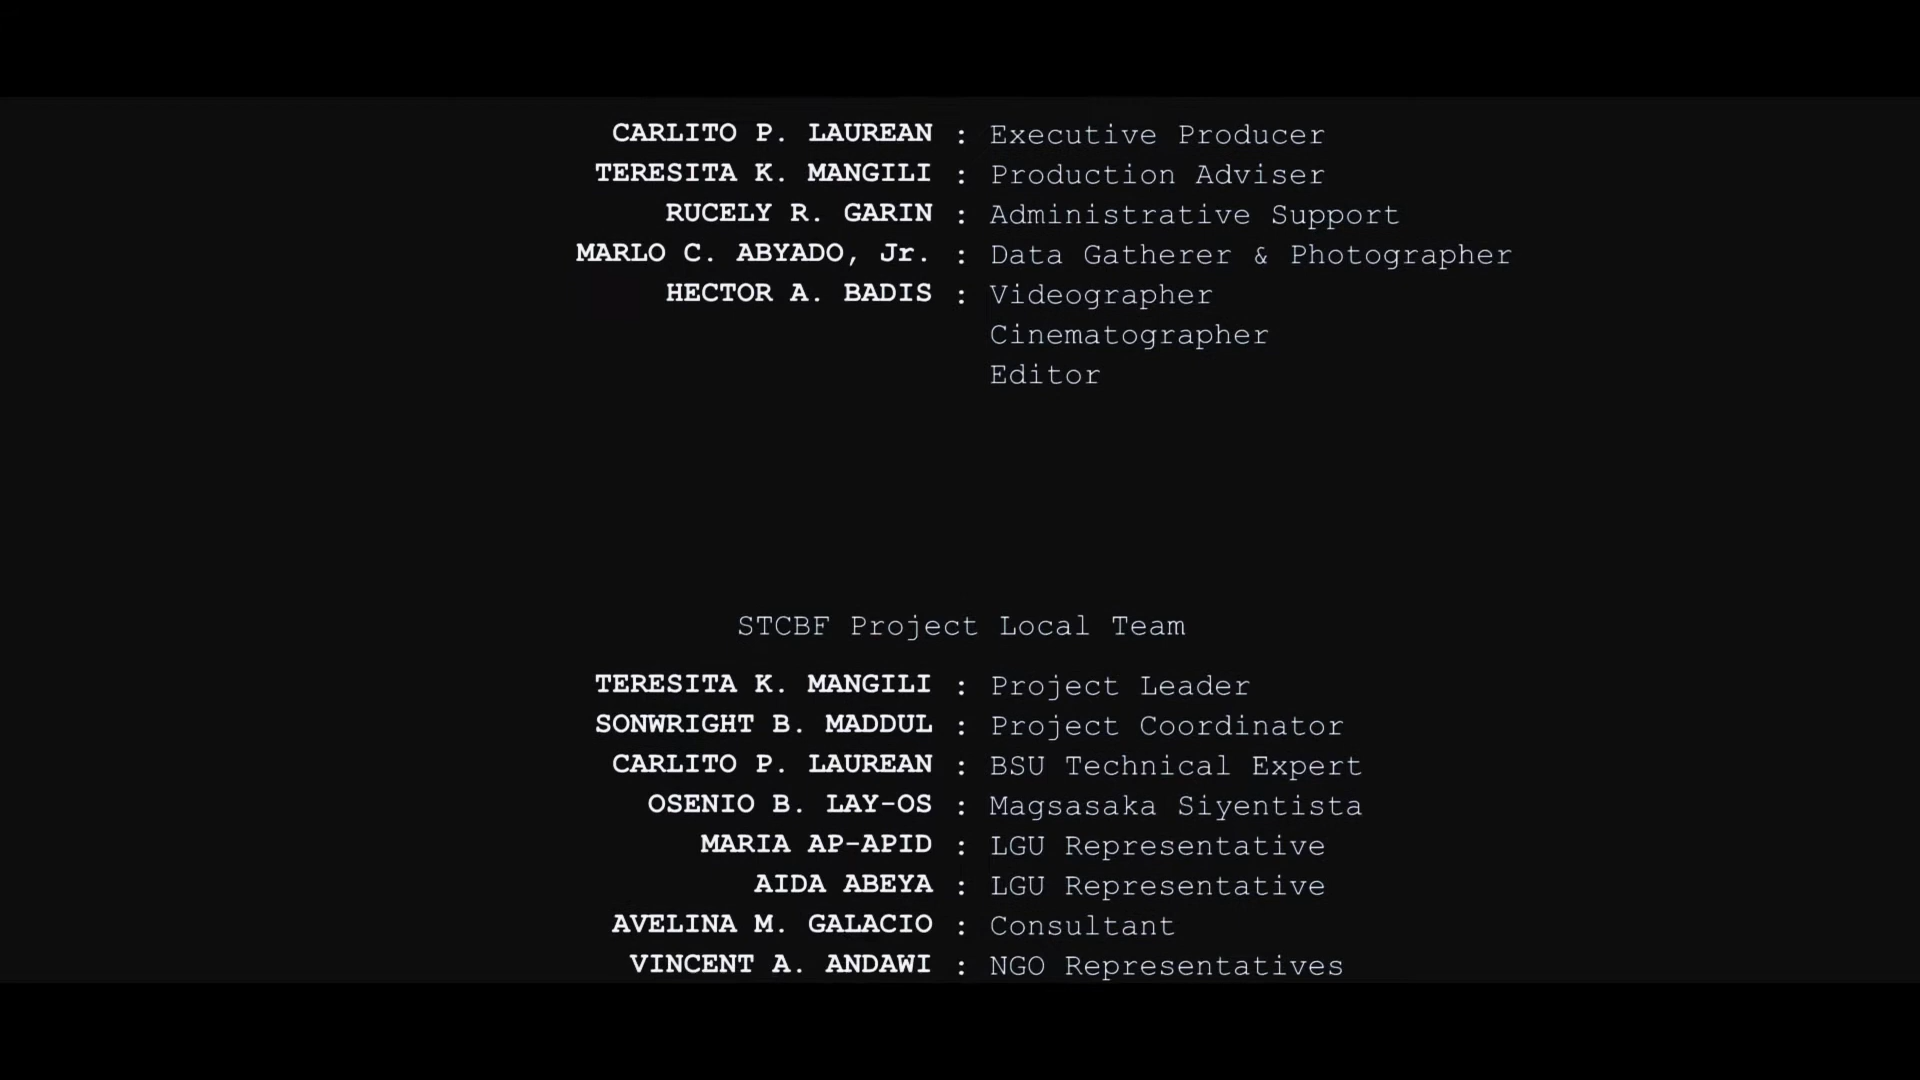 CARLITO P. LAUREAN : Executive Producer
TERESITA K. MANGILI : Production Adviser
RUCELY R. GARIN : Administrative Support
MARLO C. ABYADO, Jr. : Data Gatherer & Photographer
HECTOR A. BADIS : Videographer
Cinematographer
Editor
STCBF Project Local Team
TERESITA K. MANGILI : Project Leader
SONWRIGHT B. MADDUL : Project Coordinator
CARLITO P. LAUREAN : BSU Technical Expert
OSENIO B. LAY-OS : Magsasaka Siyentista
MARIA AP-APID : LGU Representative
AIDA ABEYA : LGU Representative
AVELINA M. GALACIO : Consultant
VINCENT A. ANDAWI : NGO Representatives